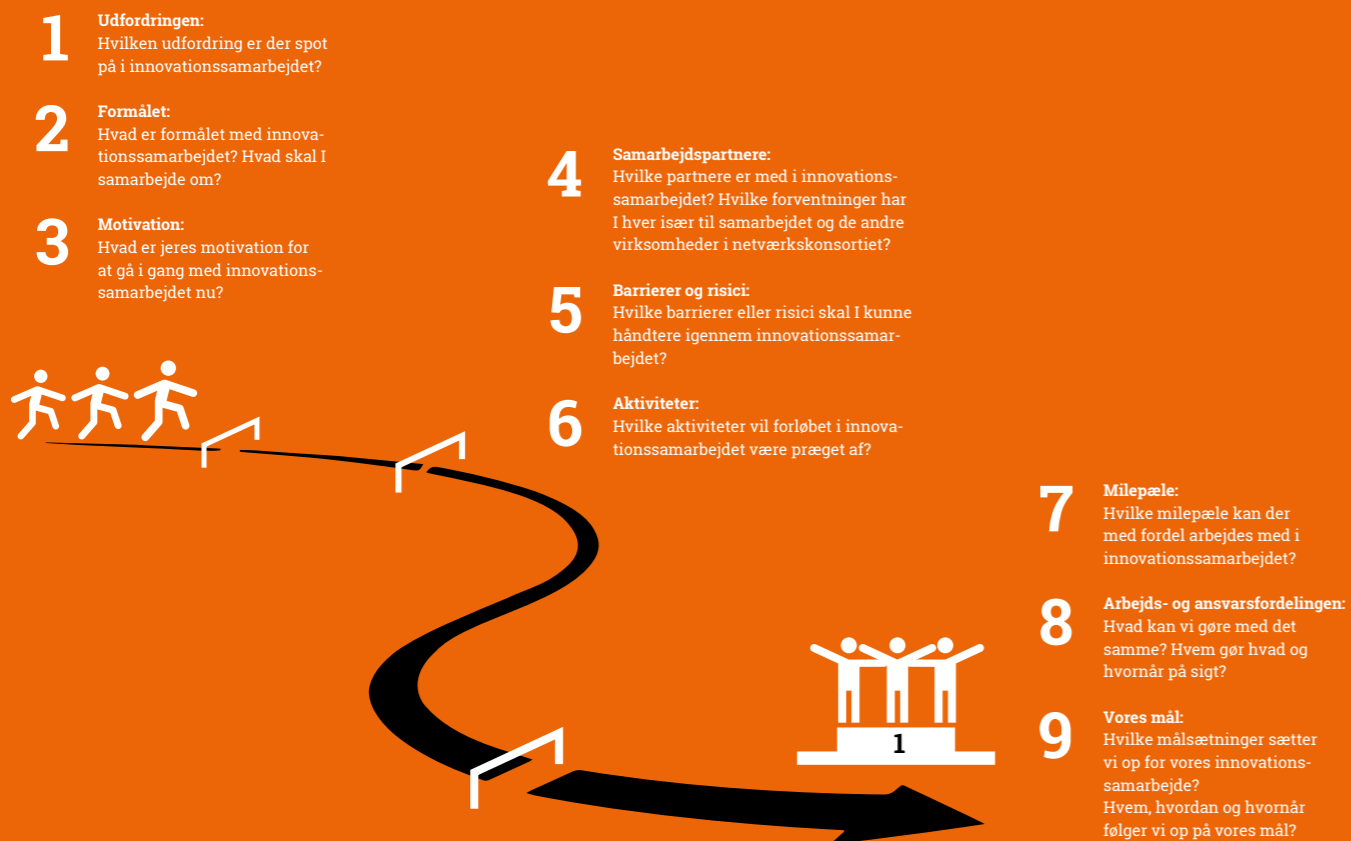 1
Udfordringen:
Hvilken udfordring er der spot
på i innovationssamarbejdet?
2
Formålet:
Hvad er formålet med innova-
tionssamarbejdet? Hvad skal I
samarbejde om?
3
Motivation:
Hvad er jeres motivation for
at gå i gang med innovations-
samarbejdet nu?
4
Samarbejdspartnere:
Hvilke partnere er med i innovations-
samarbejdet? Hvilke forventninger har
I hver især til samarbejdet og de andre
virksomheder i netværkskonsortiet?
5
Barrierer og risici:
Hvilke barrierer eller risici skal I kunne
håndtere igennem innovationssamar-
bejdet?
6
Aktiviteter:
Hvilke aktiviteter vil forløbet i innova-
tionssamarbejdet være præget af?
7
Milepæle:
Hvilke milepæle kan der
med fordel arbejdes med i
innovationssamarbejdet?
8
Arbejds- og ansvarsfordelingen:
Hvad kan vi gøre med det
samme? Hvem gør hvad og
hvornår på sigt?
9
Vores mål:
Hvilke målsætninger sætter
vi op for vores innovations-
samarbejde?
Hvem, hvordan og hvornår
følger vi op på vores mål?
1